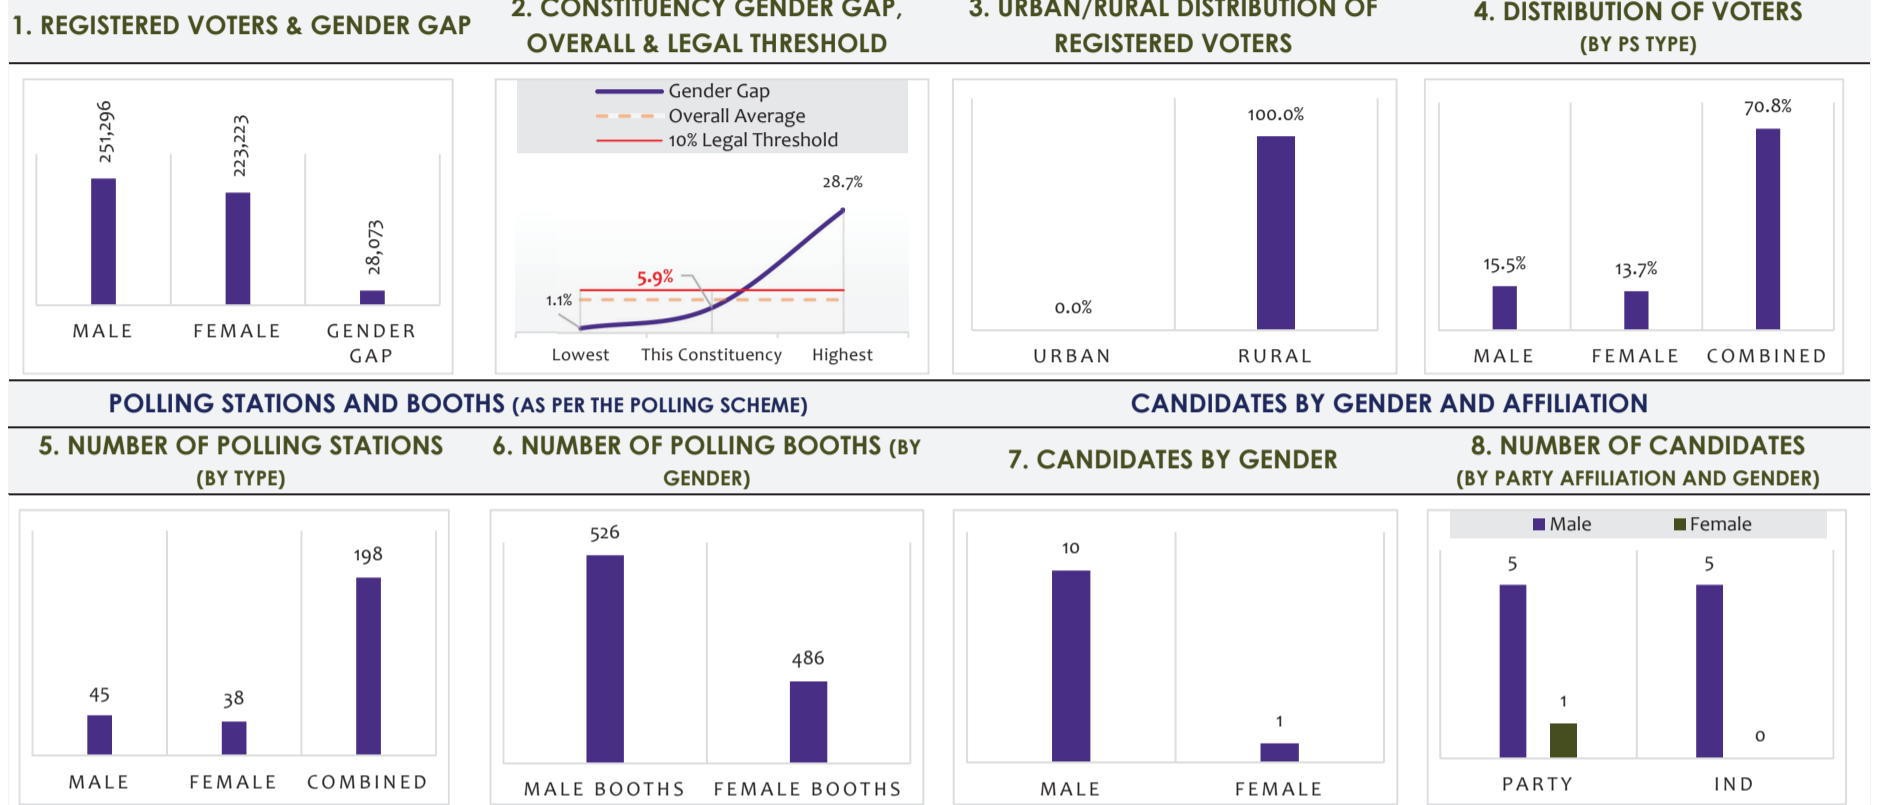 1. REGISTERED VOTERS & GENDER GAP
251,296
223,223
28,073
MALE
FEMALE
GENDER
GAP
2. CONSTITUENCY GENDER GAP,
OVERALL & LEGAL THRESHOLD
Gender Gap
Overall Average
10% Legal Threshold
28.7%
5.9%
1.1%
Lowest
This Constituency
Highest
3. URBAN/RURAL DISTRIBUTION OF
REGISTERED VOTERS
100.0%
0.0%
URBAN
RURAL
4. DISTRIBUTION OF VOTERS
(BY PS TYPE)
70.8%
15.5%
13.7%
MALE
FEMALE
COMBINED
POLLING STATIONS AND BOOTHS (AS PER THE POLLING SCHEME)
CANDIDATES BY GENDER AND AFFILIATION
5. NUMBER OF POLLING STATIONS
(BY TYPE)
198
45
38
MALE
FEMALE
COMBINED
6. NUMBER OF POLLING BOOTHS (BY
GENDER)
526
486
MALE BOOTHS
FEMALE BOOTHS
7. CANDIDATES BY GENDER
10
1
MALE
FEMALE
8. NUMBER OF CANDIDATES
(BY PARTY AFFILIATION AND GENDER)
Male
Female
5
1
5
0
PARTY
IND